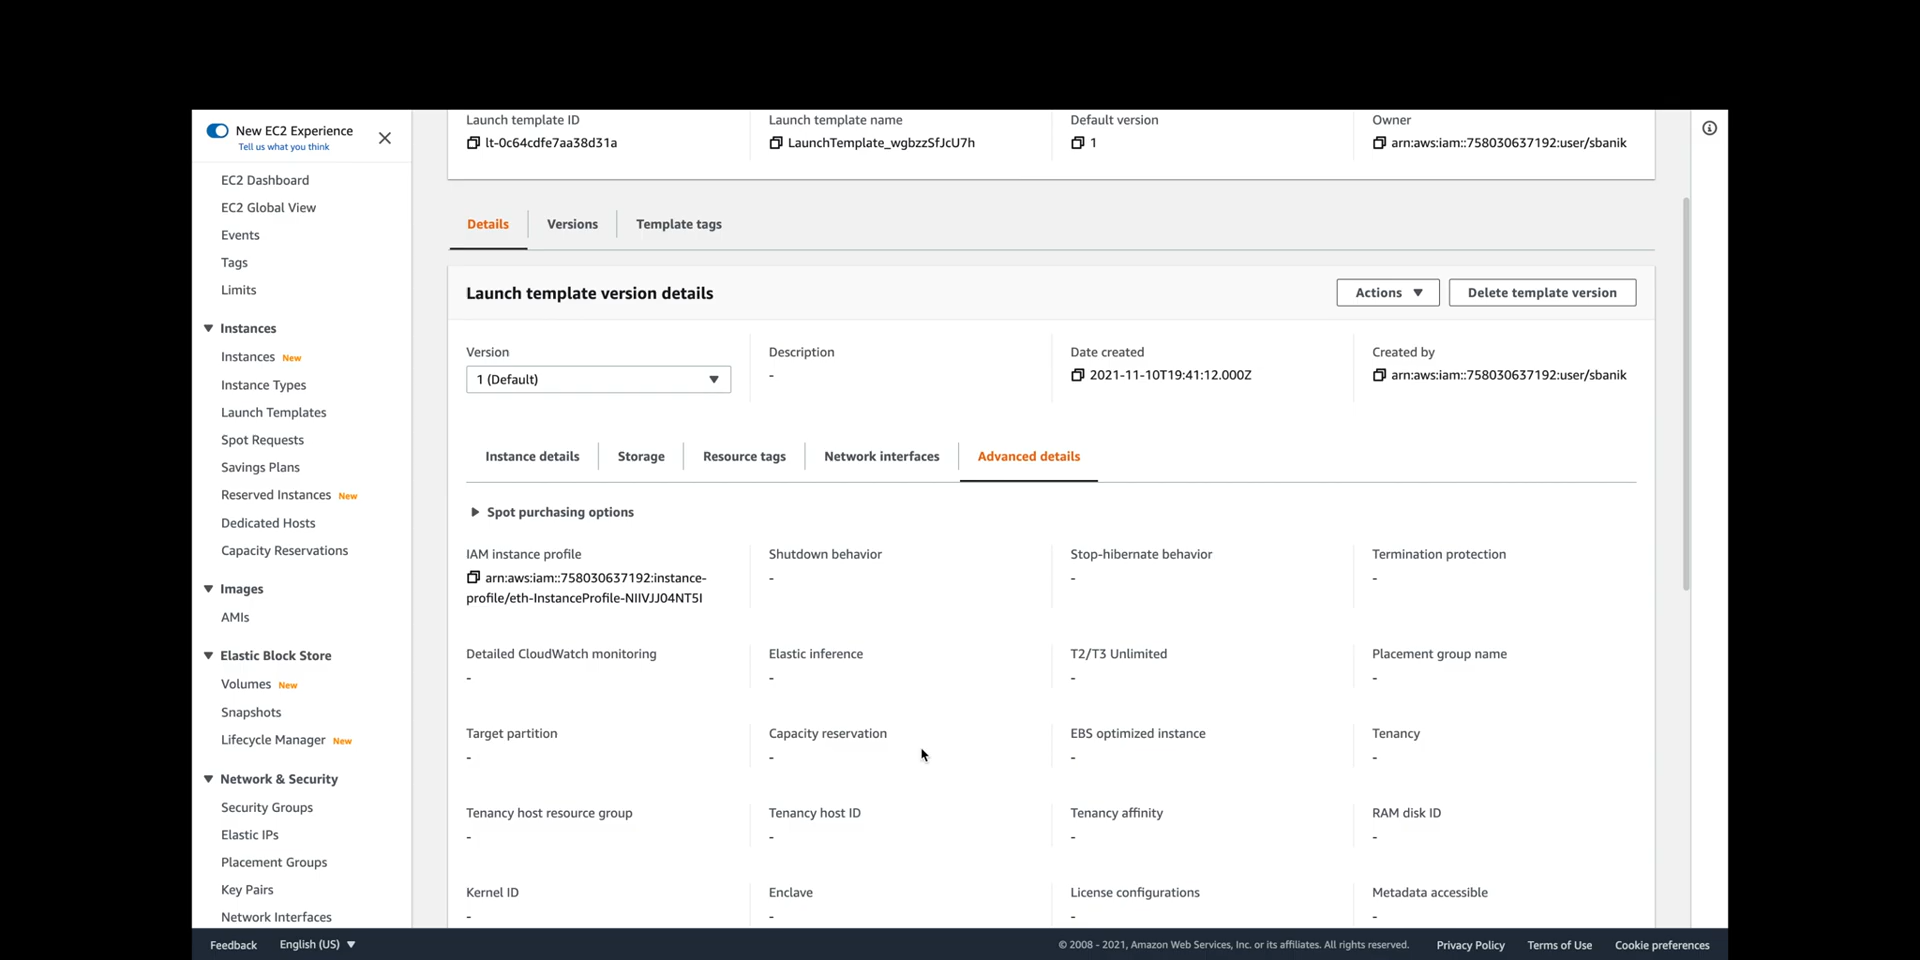 New EC2 Experience
Tell us what you think
EC2 Dashboard
EC2 Global View
Events
Tags
Limits
Instances
Instances New
Instance Types
Launch Templates
Spot Requests
Savings Plans
Reserved Instances New
Dedicated Hosts
Capacity Reservations
Images
AMIs
Elastic Block Store
Volumes New
Snapshots
Lifecycle Manager New
Network & Security
Security Groups
Elastic IPs
Placement Groups
Key Pairs
Network Interfaces
Launch template ID
lt-0c64cdfe7aa38d31a
Launch template name
LaunchTemplate_wgbzzSfJcU7h
Default version
1
Owner
arn:aws:iam::758030637192:user/sbanik
Details
Versions
Template tags
Launch template version details
Actions
Delete template version
Version
1 (Default)
Description
-
Date created
2021-11-10T19:41:12.000Z
Created by
arn:aws:iam::758030637192:user/sbanik
Instance details
Storage
Resource tags
Network interfaces
Advanced details
Spot purchasing options
IAM instance profile
arn:aws:iam::758030637192:instance-
profile/eth-InstanceProfile-NIIVJJ04NT5I
Shutdown behavior
-
Stop-hibernate behavior
-
Termination protection
-
Detailed CloudWatch monitoring
-
Elastic inference
-
T2/T3 Unlimited
-
Placement group name
-
Target partition
-
Capacity reservation
-
EBS optimized instance
-
Tenancy
-
Tenancy host resource group
-
Tenancy host ID
-
Tenancy affinity
-
RAM disk ID
-
Kernel ID
-
Enclave
-
License configurations
-
Metadata accessible
-
Feedback
English (US)
© 2008 - 2021, Amazon Web Services, Inc. or its affiliates. All rights reserved.
Privacy Policy
Terms of Use
Cookie preferences